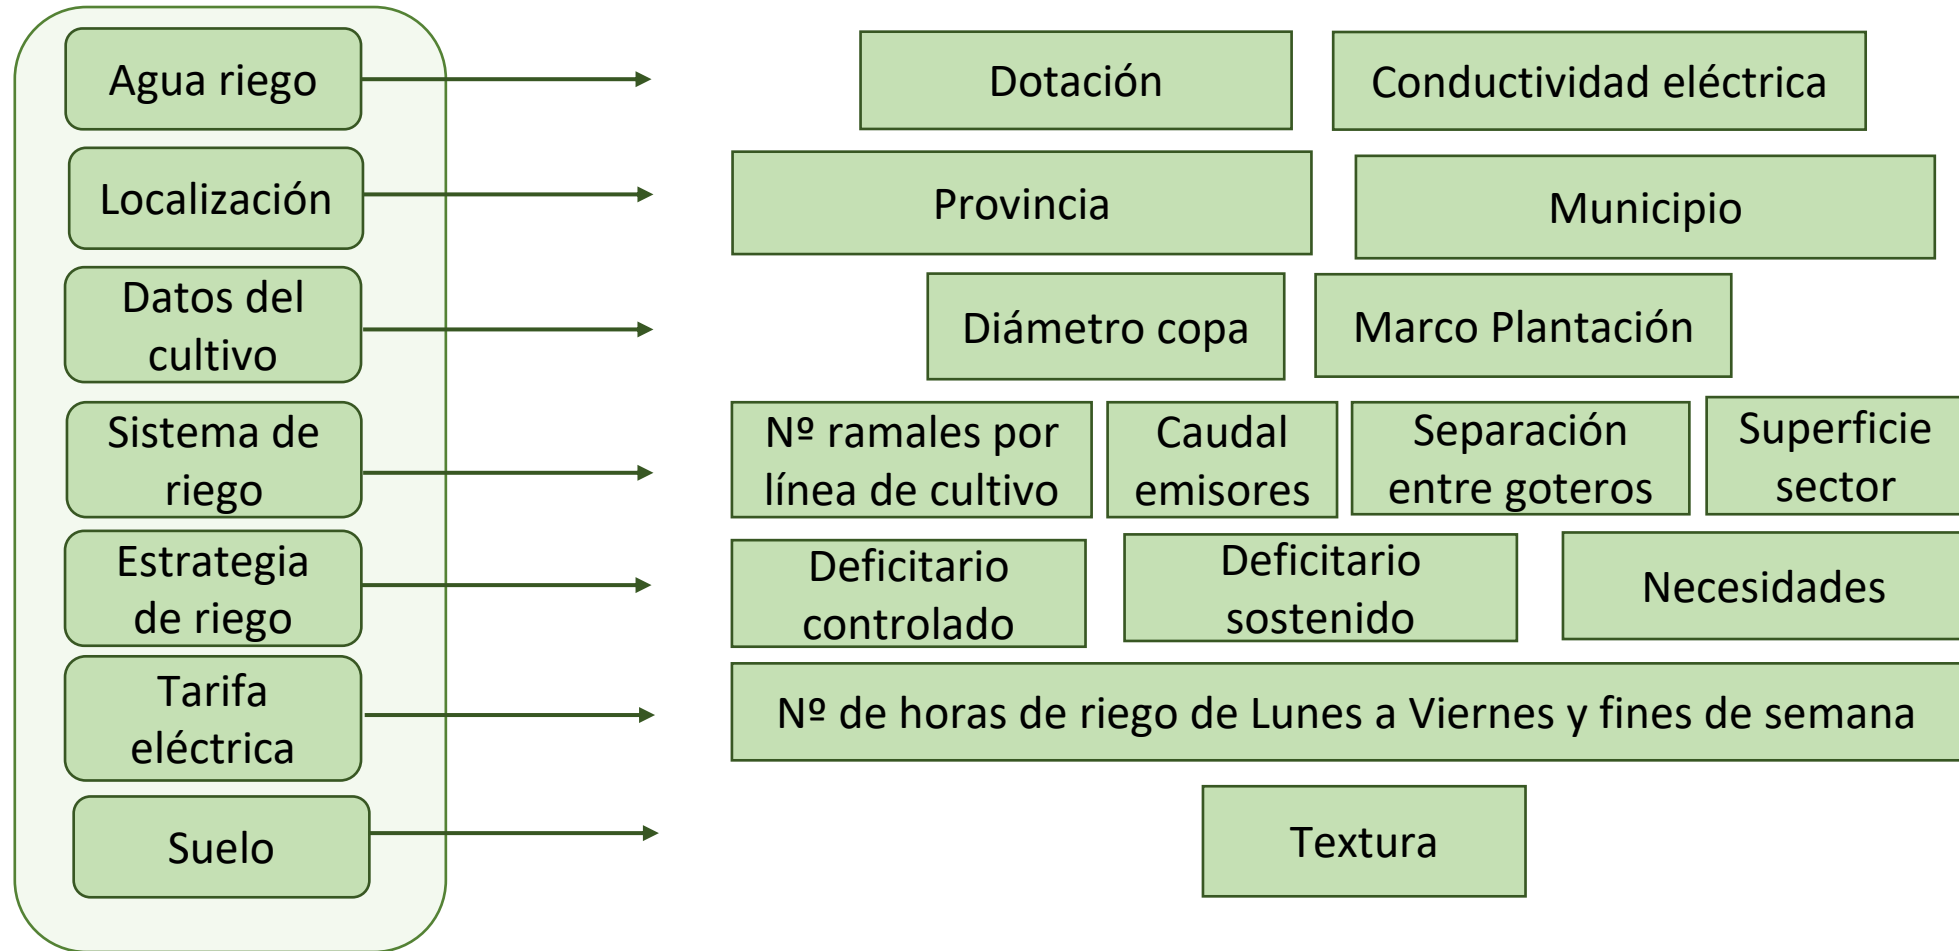 Agua riego
Dotación
Conductividad eléctrica
Localización
Provincia
Municipio
Datos del
cultivo
Diámetro copa
Marco Plantación
Sistema de
riego
Nº ramales por
línea de cultivo
Caudal
emisores
Separación
entre goteros
Superficie
sector
Estrategia
de riego
Deficitario
controlado
Deficitario
sostenido
Necesidades
Tarifa
eléctrica
Nº de horas de riego de Lunes a Viernes y fines de semana
Suelo
Textura